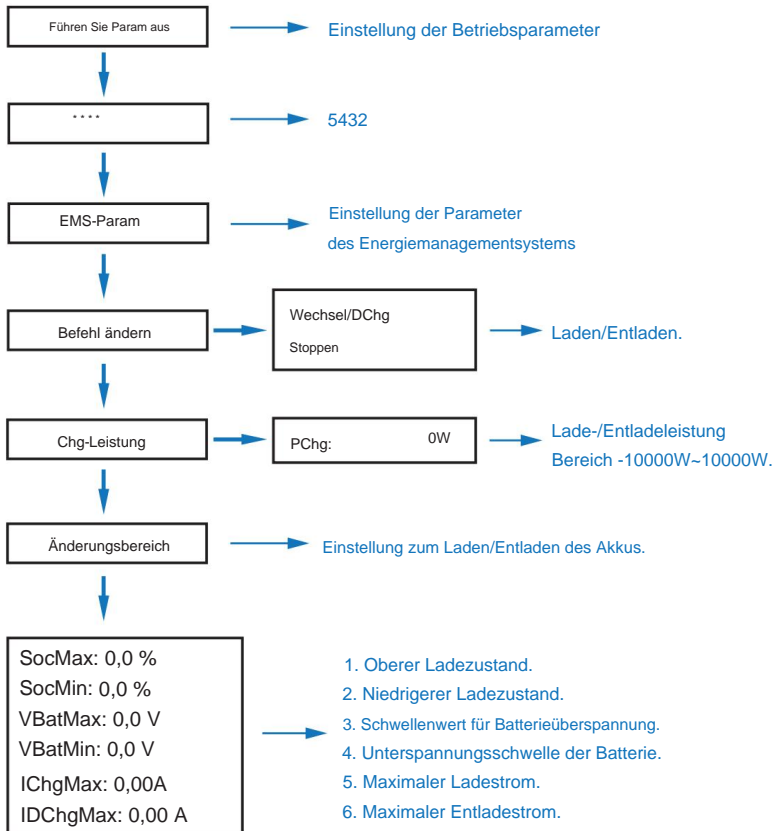 Führen Sie Param aus
Einstellung der Betriebsparameter
....
5432
EMS-Param
Einstellung der Parameter
des Energiemanagementsystems
Befehl ändern
Wechsel/DChg
Stoppen
Laden/Entladen.
Chg-Leistung
PChg: 0W
Lade-/Entladeleistung
Bereich -10000W~10000W.
Änderungsbereich
Einstellung zum Laden/Entladen des Akkus.
SocMax: 0,0 %
SocMin: 0,0 %
VBatMax: 0,0 V
VBatMin: 0,0 V
IChgMax: 0,00A
IDChgMax: 0,00 A
1. Oberer Ladezustand.
2. Niedrigerer Ladezustand.
3. Schwellenwert für Batterieüberspannung.
4. Unterspannungsschwelle der Batterie.
5. Maximaler Ladestrom.
6. Maximaler Entladestrom.